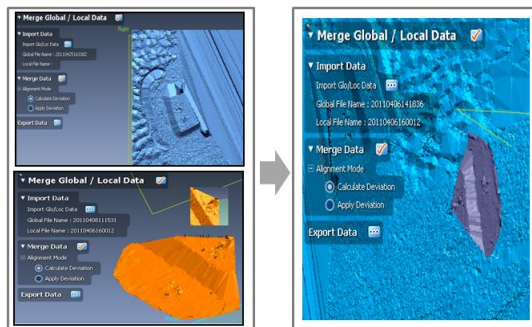 Merge Global / Local Data
Right
Import Data
Import Glo/Loc Data
Global File Name : 20110405163302
Local File Name :
Merge Data
Alignment Mode
Calculate Deviation
Apply Deviation
Export Data
Merge Global / Local Data
Import Data
Import Glo/Loc Data
Global File Name : 20110408111531
Local File Name : 20110406160012
Merge Data
Alignment Mode
Calculate Deviation
Apply Deviation
Export Data
Merge Global / Local Data
Import Data
Import Glo/Loc Data
Global File Name : 20110406141836
Local File Name : 20110406160012
Merge Data
Alignment Mode
Calculate Deviation
Apply Deviation
Export Data